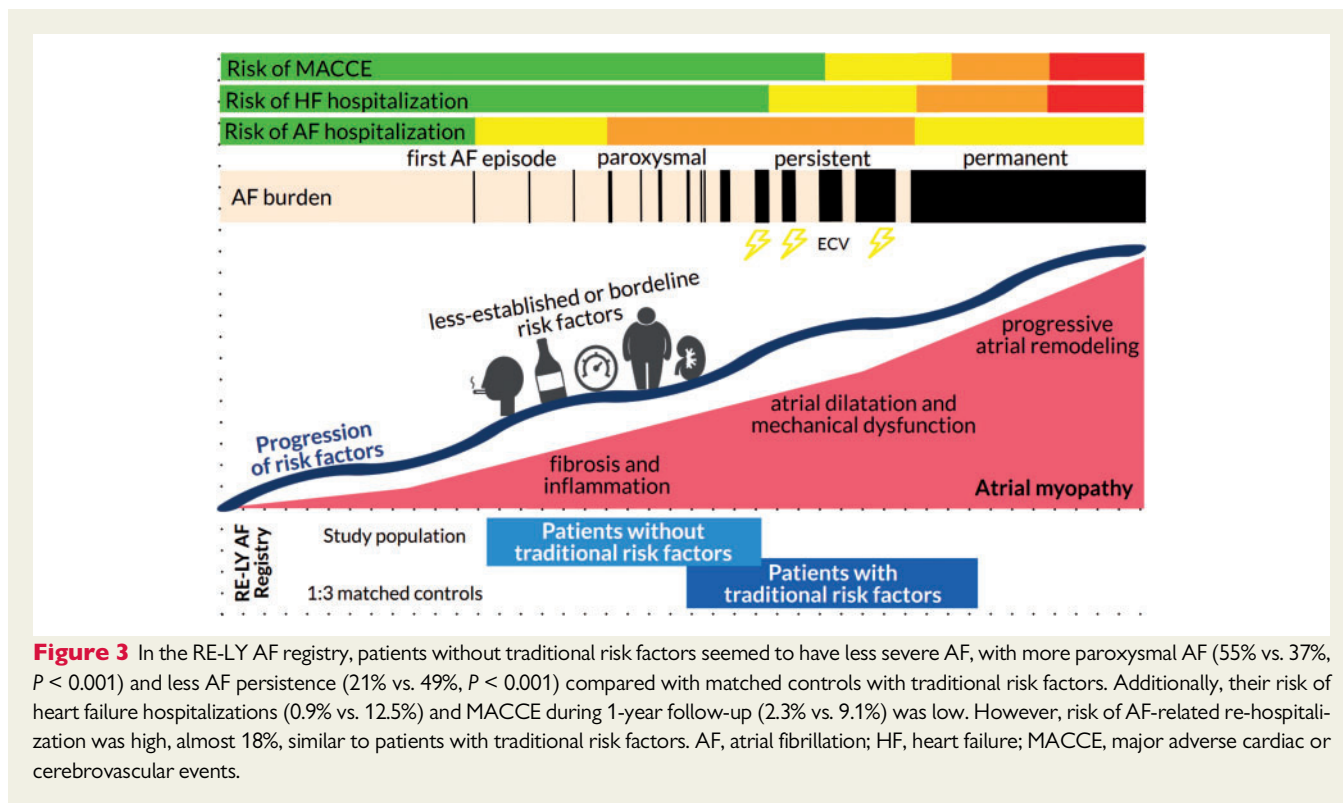 Risk of MACCE
Risk of HF hospitalization
Risk of AF hospitalization
first AF episode paroxysmal persistent permanent
AF burden
ECV
less-established or bordeline
risk factors
Progression
of risk factors
progressive
atrial remodeling
atrial dilatation and
mechanical dysfunction
fibrosis and
inflammation
Atrial myopathy
RE-LY AF
Registry
Study population
Patients without
traditional risk factors
1:3 matched controls
Patients with
traditional risk factors
Figure 3 In the RE-LY AF registry, patients without traditional risk factors seemed to have less severe AF, with more paroxysmal AF (55% vs. 37%,
P < 0.001) and less AF persistence (21% vs. 49%, P < 0.001) compared with matched controls with traditional risk factors. Additionally, their risk of
heart failure hospitalizations (0.9% vs. 12.5%) and MACCE during 1-year follow-up (2.3% vs. 9.1%) was low. However, risk of AF-related re-hospitali-
zation was high, almost 18%, similar to patients with traditional risk factors. AF, atrial fibrillation; HF, heart failure; MACCE, major adverse cardiac or
cerebrovascular events.